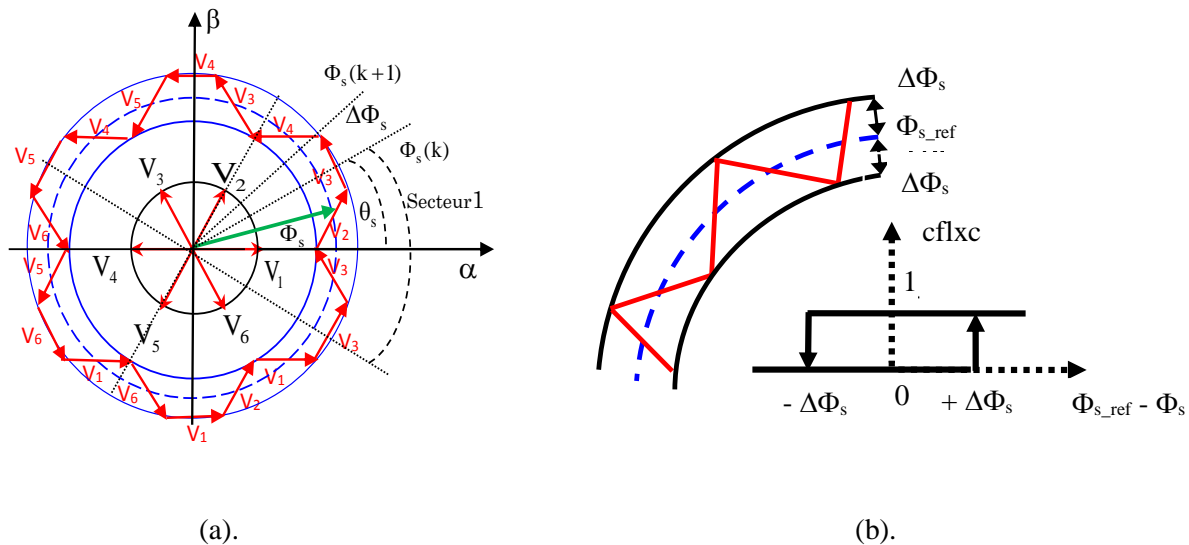 β
V₄
Φₛ(k+1)
V₅
V₃
ΔΦₛ
V₄
V₄
Φₛ(k)
V₅
V₃
V₂
V₃
θₛ
Secteur1
V₆
Φₛ
V₂
V₅
V₄
V₁
α
V₃
V₆
V₅
V₆
V₃
V₁
V₁
V₆
V₂
V₁
(a).
ΔΦₛ
Φₛ_ref
ΔΦₛ
cflxc
1
- ΔΦₛ
0
+ ΔΦₛ
Φₛ_ref - Φₛ
(b).